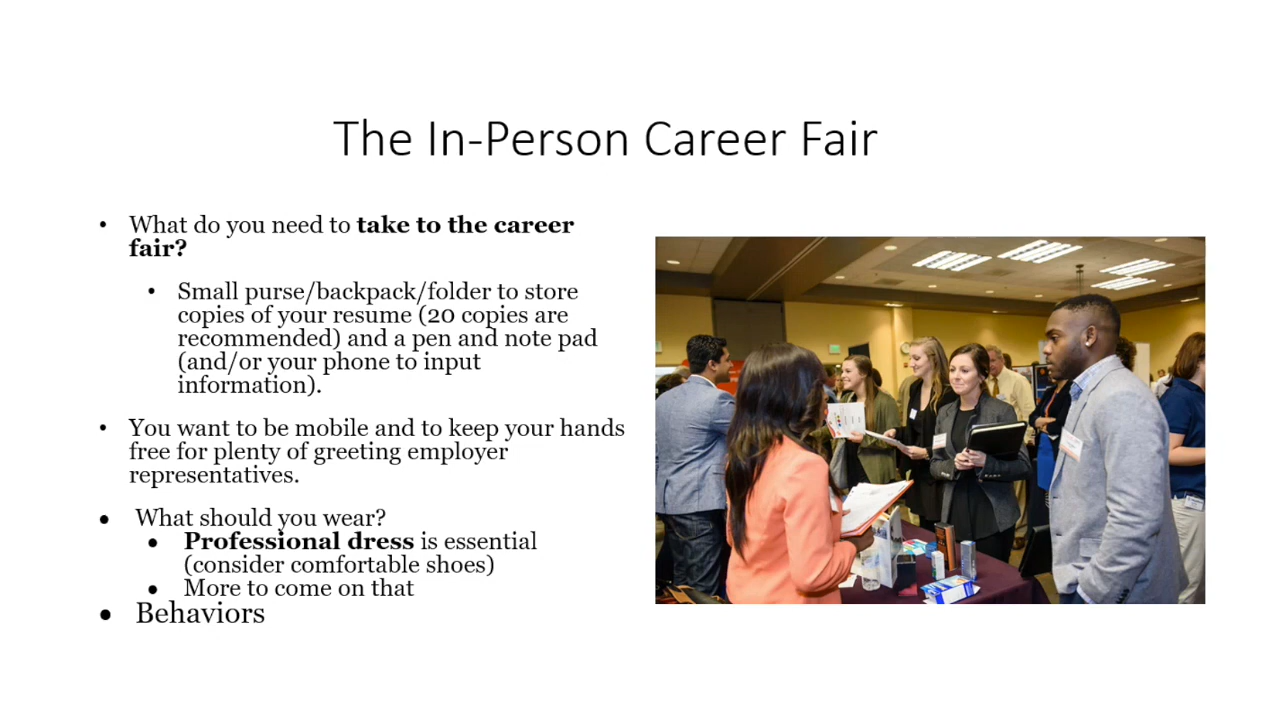 The In-Person Career Fair
• What do you need to take to the career
fair?
• Small purse/backpack/folder to store
copies of your resume (20 copies are
recommended) and a pen and note pad
(and/or your phone to input
information).
• You want to be mobile and to keep your hands
free for plenty of greeting employer
representatives.
• What should you wear?
• Professional dress is essential
(consider comfortable shoes)
• More to come on that
• Behaviors